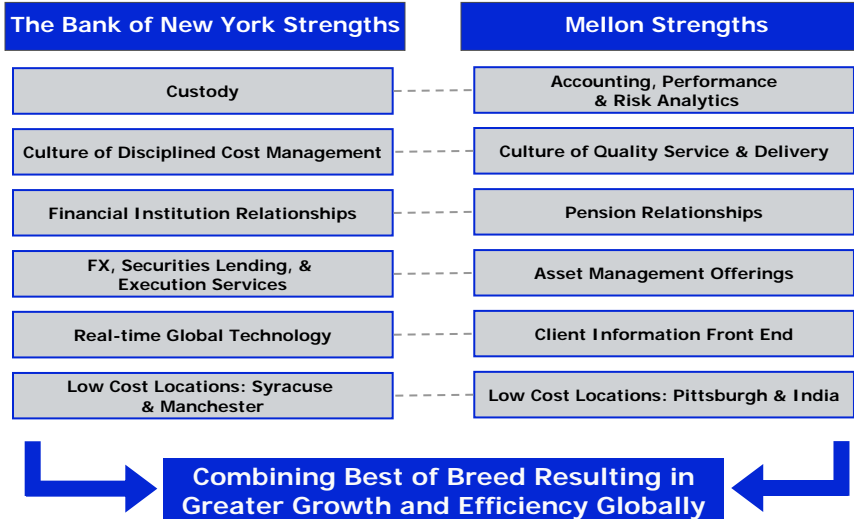 The Bank of New York Strengths
Mellon Strengths
Custody
Accounting, Performance
& Risk Analytics
Culture of Disciplined Cost Management
Culture of Quality Service & Delivery
Financial Institution Relationships
Pension Relationships
FX, Securities Lending, &
Execution Services
Asset Management Offerings
Real-time Global Technology
Client Information Front End
Low Cost Locations: Syracuse
& Manchester
Low Cost Locations: Pittsburgh & India
Combining Best of Breed Resulting in
Greater Growth and Efficiency Globally